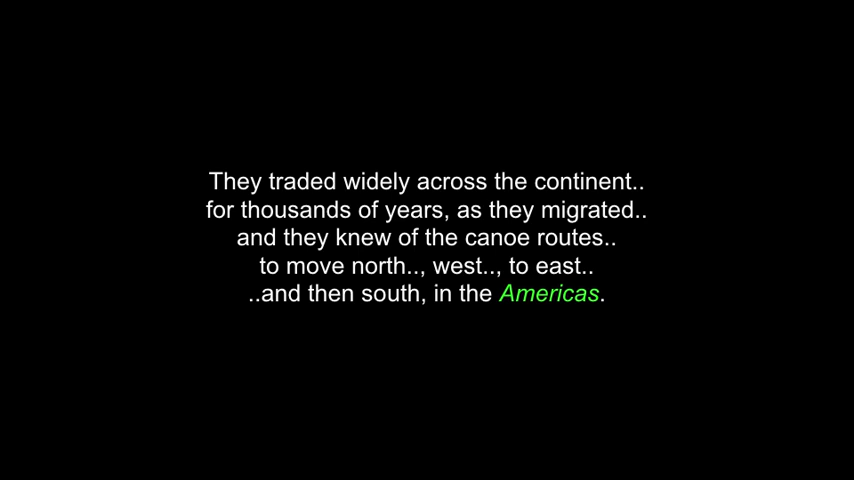 They traded widely across the continent..
for thousands of years, as they migrated..
and they knew of the canoe routes..
to move north.., west.., to east..
..and then south, in the Americas.